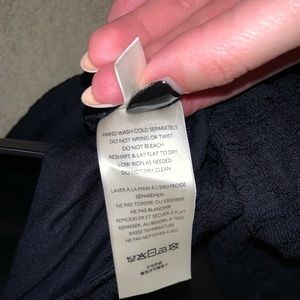 HAND WASH COLD SEPARATELY
DO NOT WRING OR TWIST
DO NOT BLEACH
RESHAPE & LAY FLAT TO DRY
LOW IRON AS NEEDED
DO NOT DRY CLEAN
LAVER À LA MAIN À L'EAU FROIDE
SÉPARÉMEN
NE PAS TORDRE OU ESSORER
NE PAS BLANCHIR
REMODELER ET SÉCHER À PLAT
REPASSER, AU BESOIN, À TRÈS
BASSE TEMPÉRATURE
NE PAS NETTOYER A SEC